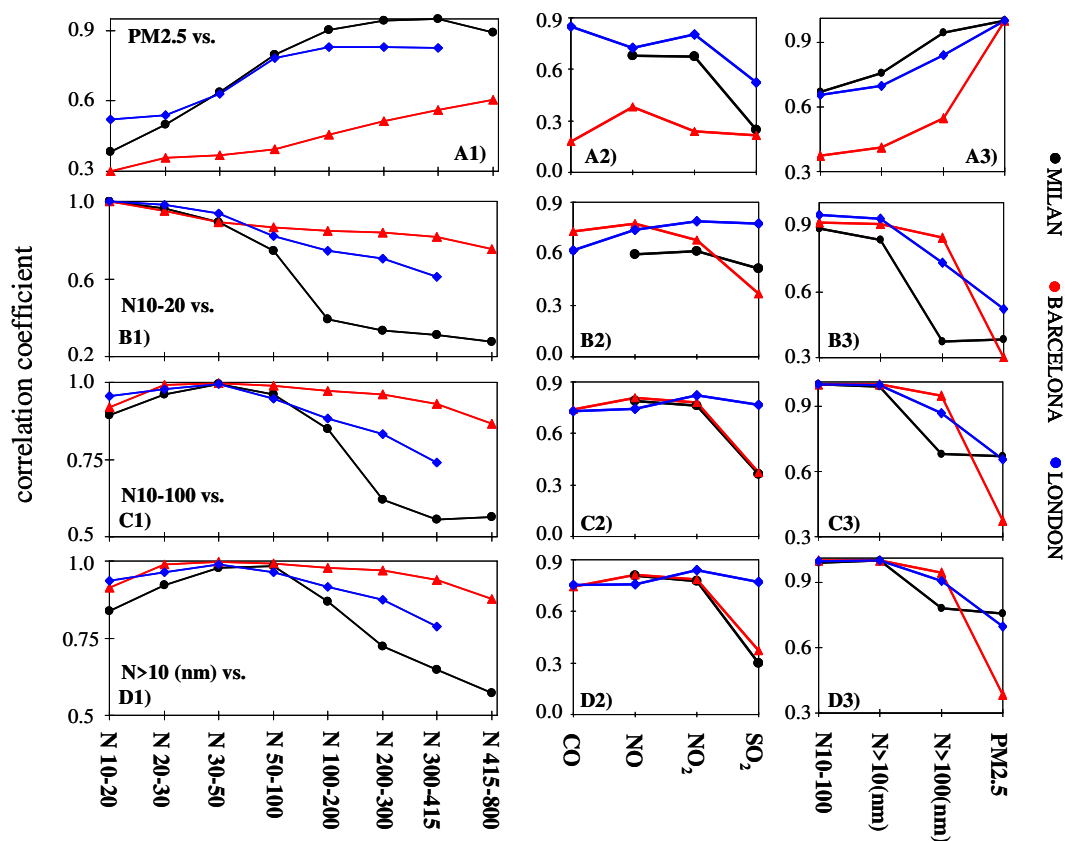 correlation coefficient
0.9
0.6
0.3
PM2.5 vs.
A1)
0.9
0.6
0.3
0.0
A2)
0.9
0.6
0.3
A3)
1.0
0.6
0.2
N10-20 vs.
B1)
0.9
0.6
0.3
0.0
B2)
0.9
0.6
0.3
B3)
1.0
0.75
0.5
N10-100 vs.
C1)
0.9
0.6
0.3
0.0
C2)
0.9
0.6
0.3
C3)
1.0
0.75
0.5
N>10 (nm) vs.
D1)
0.9
0.6
0.3
0.0
D2)
0.9
0.6
0.3
D3)
N 10-20
N 20-30
N 30-50
N 50-100
N 100-200
N 200-300
N 300-415
N 415-800
CO
NO
NO2
SO2
N10-100
N>10(nm)
N>100(nm)
PM2.5
MILAN
BARCELONA
LONDON